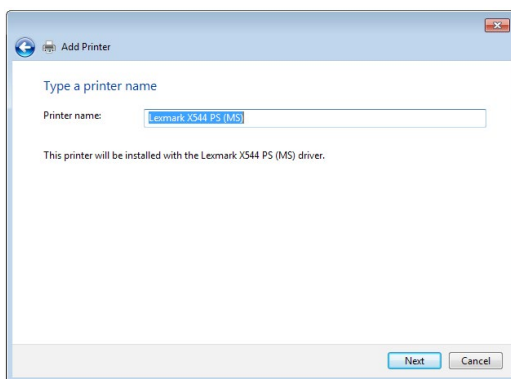 Add Printer
Type a printer name
Printer name: Lexmark X544 PS (MS)
This printer will be installed with the Lexmark X544 PS (MS) driver.
Next Cancel